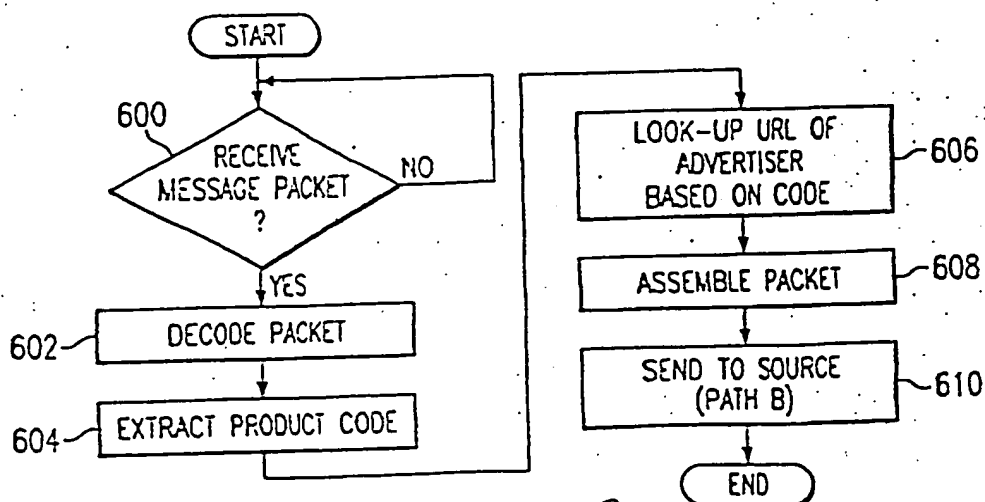 START
600
RECEIVE
MESSAGE PACKET
?
NO
YES
602
DECODE PACKET
604
EXTRACT PRODUCT CODE
LOOK-UP URL OF
ADVERTISER
BASED ON CODE
606
ASSEMBLE PACKET
608
SEND TO SOURCE
(PATH B)
610
END